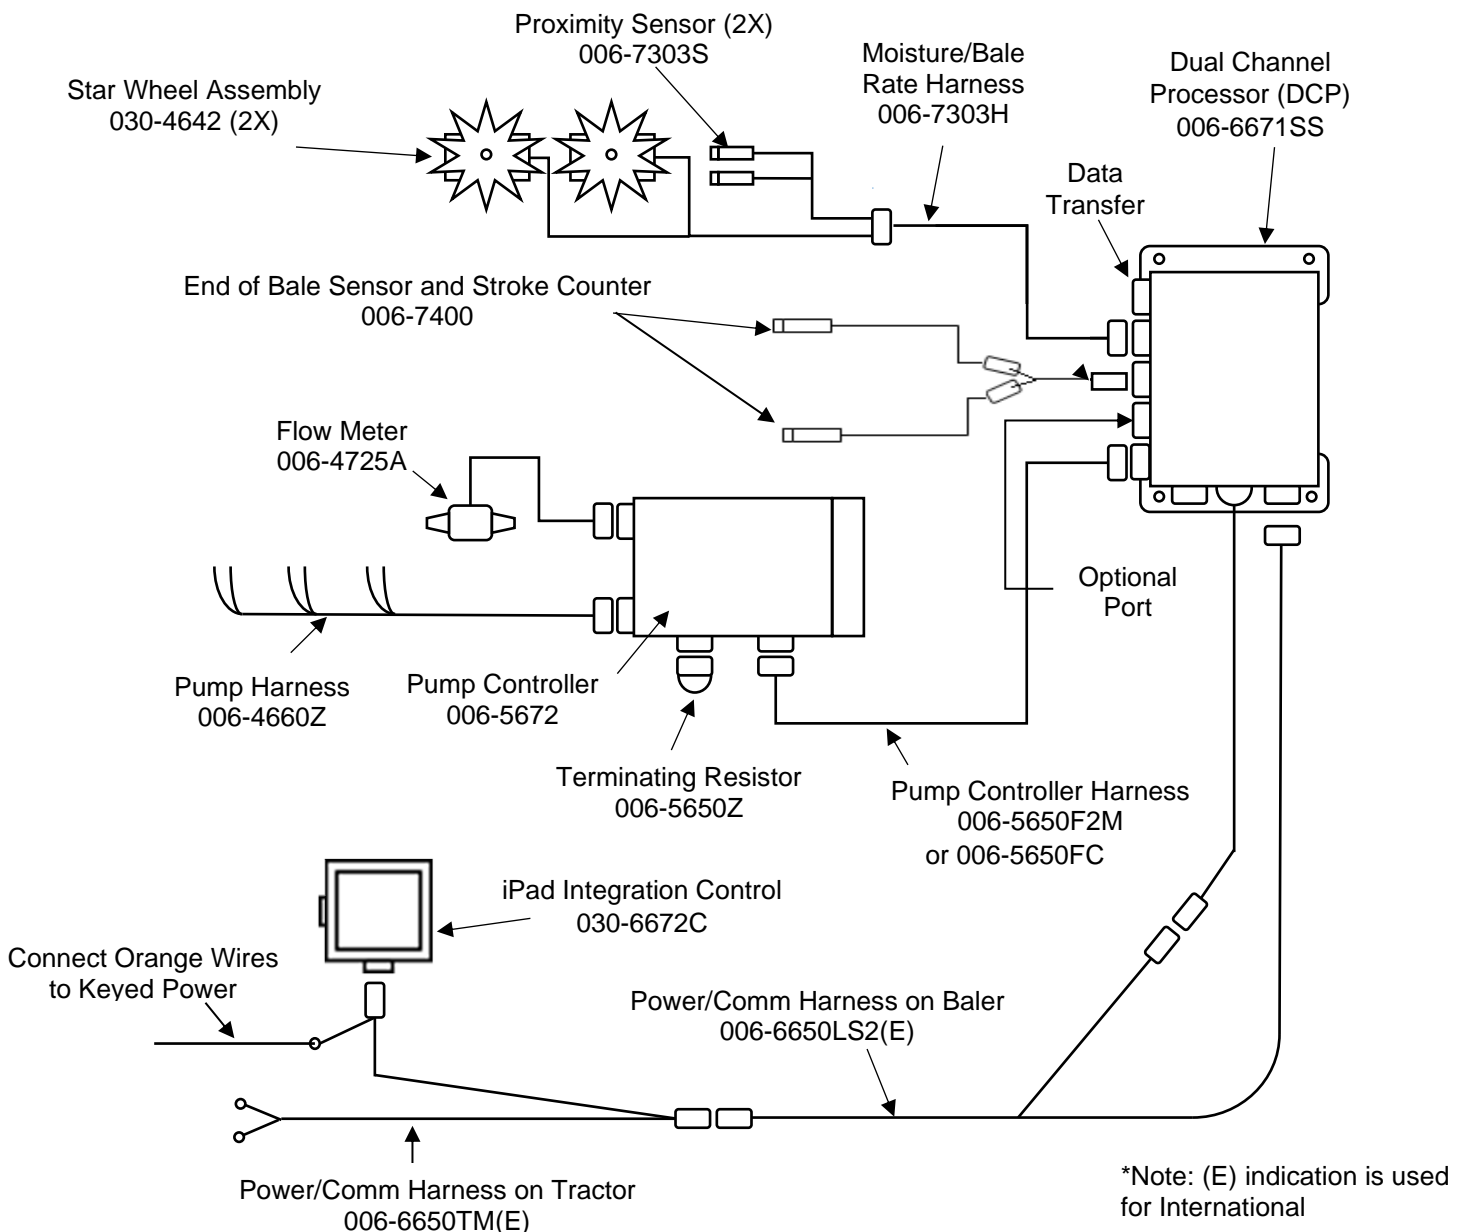 Proximity Sensor (2X)
006-7303S
Moisture/Bale
Rate Harness
006-7303H
Dual Channel
Processor (DCP)
006-6671SS
Star Wheel Assembly
030-4642 (2X)
Data
Transfer
End of Bale Sensor and Stroke Counter
006-7400
Flow Meter
006-4725A
Optional
Port
Pump Harness
006-4660Z
Pump Controller
006-5672
Terminating Resistor
006-5650Z
Pump Controller Harness
006-5650F2M
or 006-5650FC
iPad Integration Control
030-6672C
Connect Orange Wires
to Keyed Power
Power/Comm Harness on Baler
006-6650LS2(E)
Power/Comm Harness on Tractor
006-6650TM(E)
*Note: (E) indication is used
for International